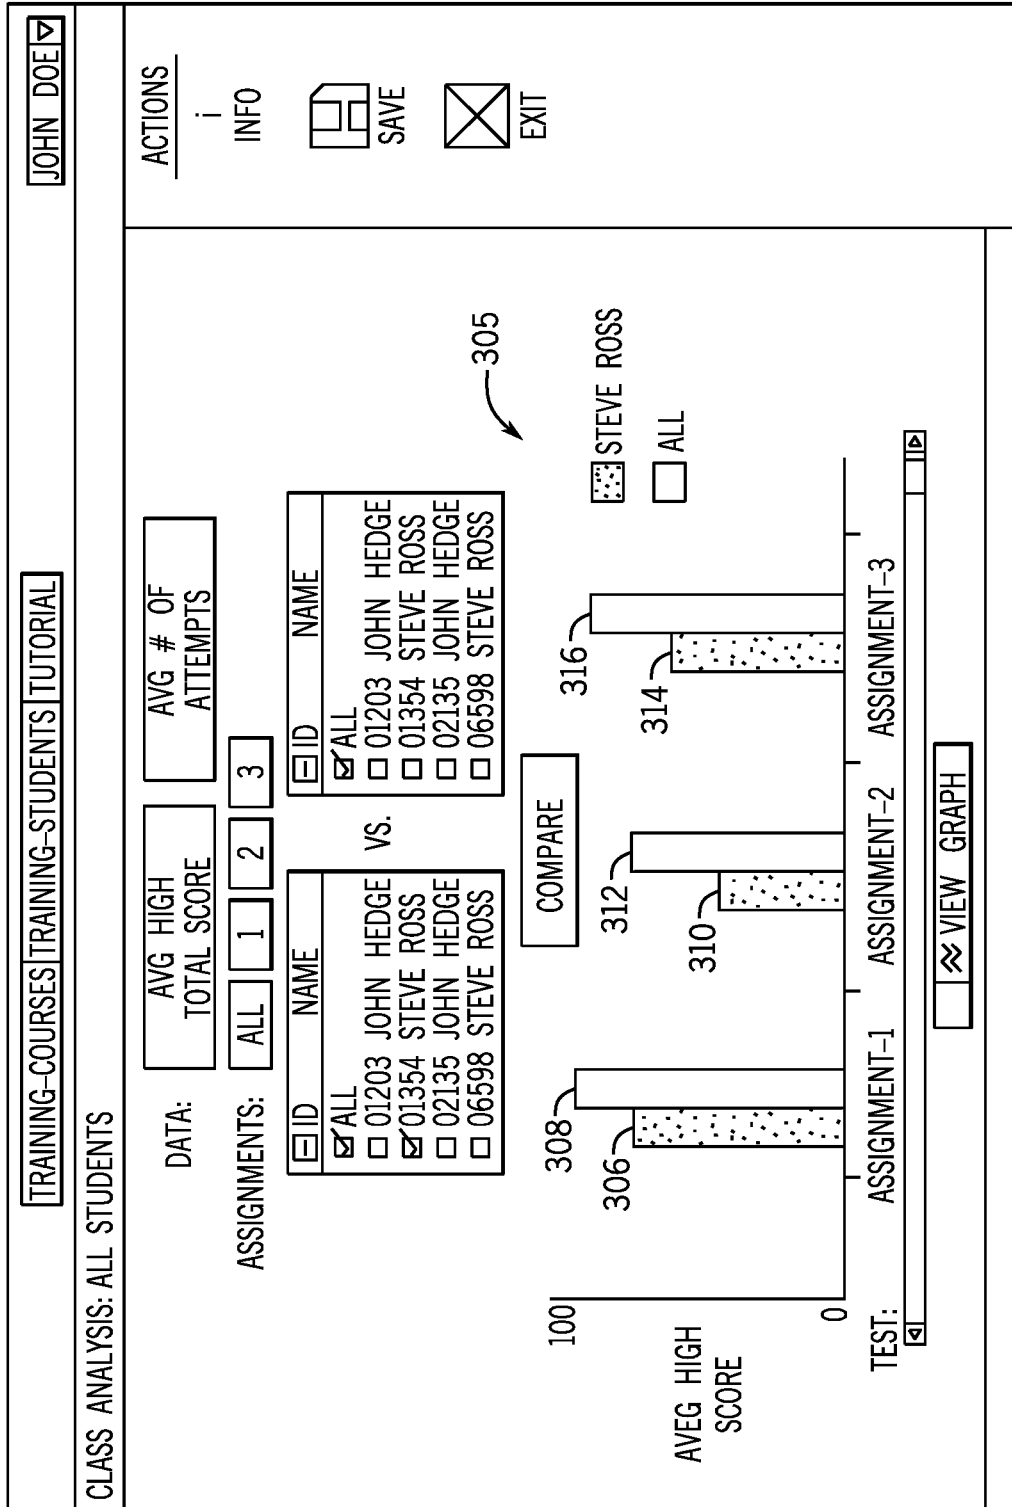 TRAINING-COURSES TRAINING-STUDENTS TUTORIAL
JOHN DOE
CLASS ANALYSIS: ALL STUDENTS
ACTIONS
i
INFO
SAVE
EXIT
DATA:
AVG HIGH
TOTAL SCORE
AVG # OF
ATTEMPTS
ASSIGNMENTS: ALL 1 2 3
ID NAME
ALL
01203 JOHN HEDGE
01354 STEVE ROSS
02135 JOHN HEDGE
06598 STEVE ROSS
VS.
ID NAME
ALL
01203 JOHN HEDGE
01354 STEVE ROSS
02135 JOHN HEDGE
06598 STEVE ROSS
COMPARE
305
STEVE ROSS
ALL
AVEG HIGH
SCORE
100
0
308
306
312
310
316
314
TEST: ASSIGNMENT-1 ASSIGNMENT-2 ASSIGNMENT-3
VIEW GRAPH